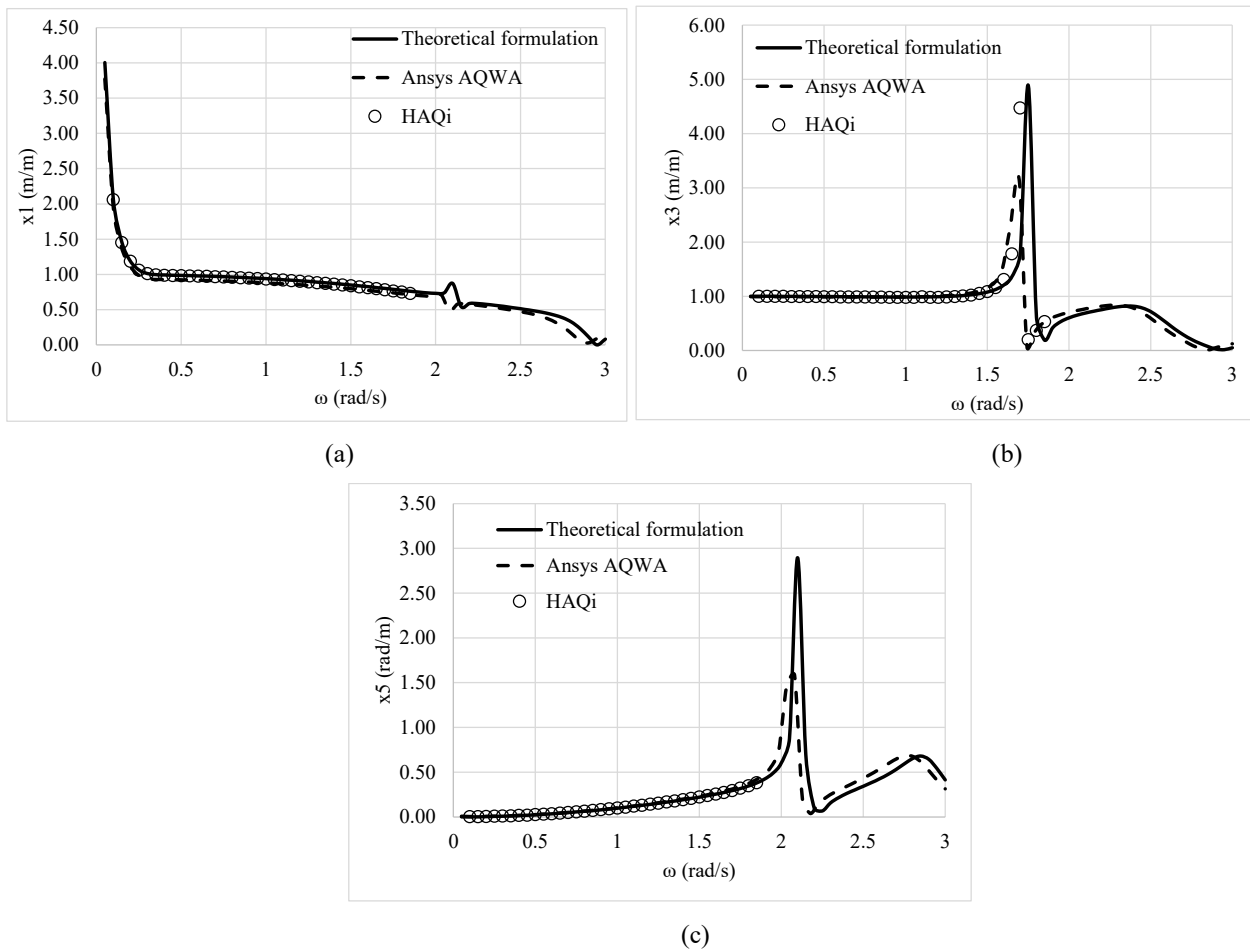 4.50
4.00
3.50
3.00
2.50
2.00
1.50
1.00
0.50
0.00
x1 (m/m)
0 0.5 1 1.5 2 2.5 3
ω (rad/s)
Theoretical formulation
Ansys AQWA
HAQi
(a)
6.00
5.00
4.00
3.00
2.00
1.00
0.00
x3 (m/m)
0 0.5 1 1.5 2 2.5 3
ω (rad/s)
Theoretical formulation
Ansys AQWA
HAQi
(b)
3.50
3.00
2.50
2.00
1.50
1.00
0.50
0.00
x5 (rad/m)
0 0.5 1 1.5 2 2.5 3
ω (rad/s)
Theoretical formulation
Ansys AQWA
HAQi
(c)